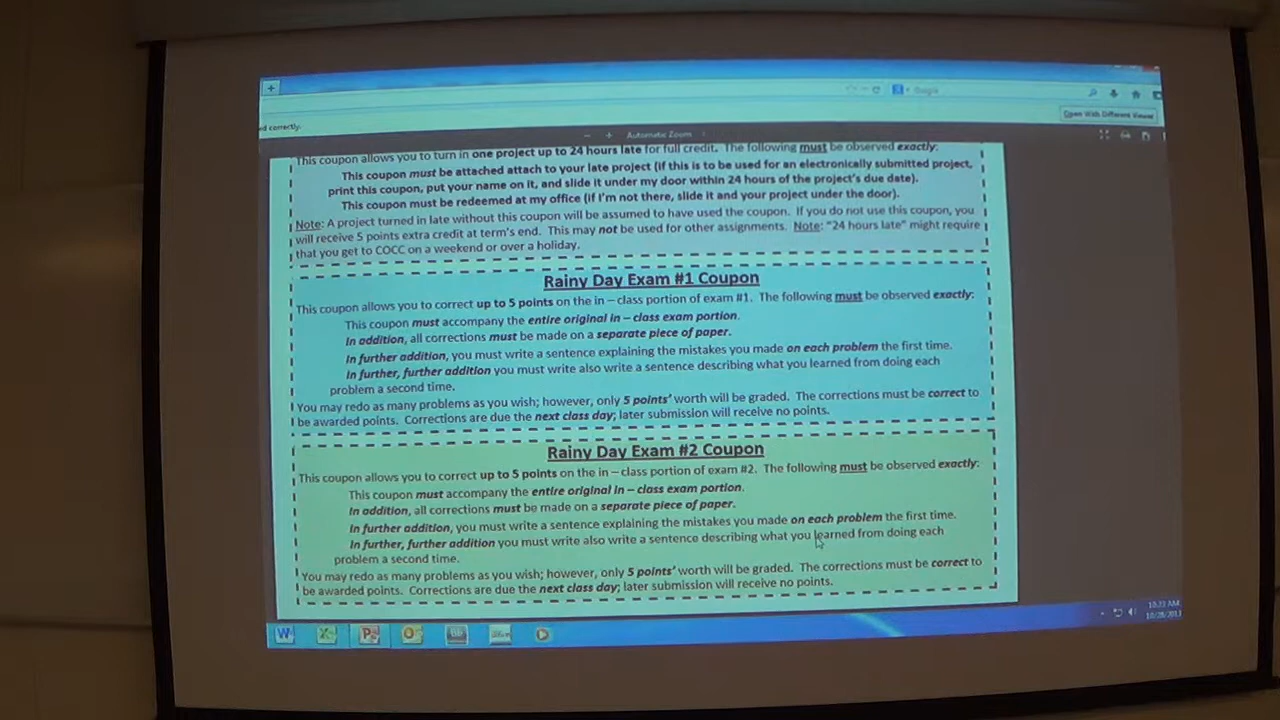 ed correctly.
Google
Open With Different Viewer
Automatic Zoom
This coupon allows you to turn in one project up to 24 hours late for full credit. The following must be observed exactly:
This coupon must be attached attach to your late project (if this is to be used for an electronically submitted project,
print this coupon, put your name on it, and slide it under my door within 24 hours of the project's due date).
This coupon must be redeemed at my office (if I'm not there, slide it and your project under the door).
Note: A project turned in late without this coupon will be assumed to have used the coupon. If you do not use this coupon, you
will receive 5 points extra credit at term's end. This may not be used for other assignments. Note: "24 hours late" might require
that you get to COCC on a weekend or over a holiday.
Rainy Day Exam #1 Coupon
This coupon allows you to correct up to 5 points on the in – class portion of exam #1. The following must be observed exactly:
This coupon must accompany the entire original in – class exam portion.
In addition, all corrections must be made on a separate piece of paper.
In further addition, you must write a sentence explaining the mistakes you made on each problem the first time.
In further, further addition you must write also write a sentence describing what you learned from doing each
problem a second time.
You may redo as many problems as you wish; however, only 5 points' worth will be graded. The corrections must be correct to
be awarded points. Corrections are due the next class day; later submission will receive no points.
Rainy Day Exam #2 Coupon
This coupon allows you to correct up to 5 points on the in – class portion of exam #2. The following must be observed exactly:
This coupon must accompany the entire original in – class exam portion.
In addition, all corrections must be made on a separate piece of paper.
In further addition, you must write a sentence explaining the mistakes you made on each problem the first time.
In further, further addition you must write also write a sentence describing what you learned from doing each
problem a second time.
You may redo as many problems as you wish; however, only 5 points' worth will be graded. The corrections must be correct to
be awarded points. Corrections are due the next class day; later submission will receive no points.